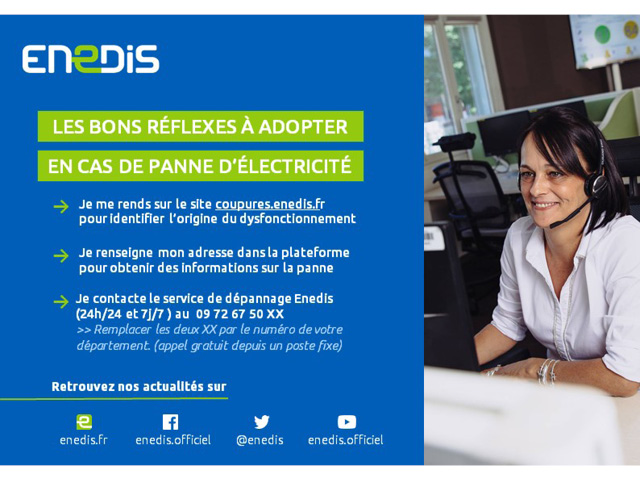 ENEDIS
LES BONS RÉFLEXES À ADOPTER
EN CAS DE PANNE D'ÉLECTRICITÉ
→ Je me rends sur le site coupures.enedis.fr
pour identifier l'origine du dysfonctionnement
→ Je renseigne mon adresse dans la plateforme
pour obtenir des informations sur la panne
→ Je contacte le service de dépannage Enedis
(24h/24 et 7j/7 ) au 09 72 67 50 XX
>> Remplacer les deux XX par le numéro de votre
département. (appel gratuit depuis un poste fixe)
Retrouvez nos actualités sur
enedis.fr enedis.officiel @enedis enedis.officiel